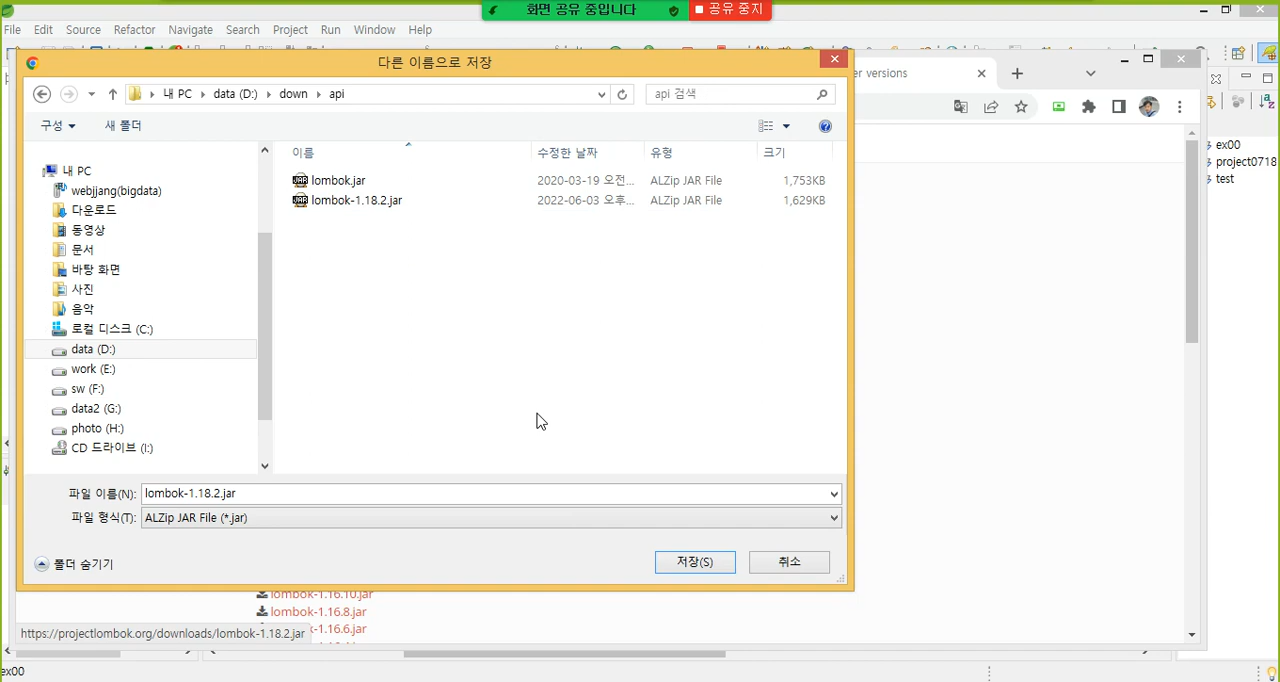 화면 공유 중입니다
공유 중지
File Edit Source Refactor Navigate Search Project Run Window Help
다른 이름으로 저장
er versions
내 PC
data (D:)
down
api
api 검색
구성
새 폴더
이름
수정한 날짜
유형
크기
내 PC
webjjang(bigdata)
다운로드
동영상
문서
바탕 화면
사진
음악
로컬 디스크 (C:)
data (D:)
work (E:)
sw (F:)
data2 (G:)
photo (H:)
CD 드라이브 (I:)
lombok.jar 2020-03-19 오전... ALZip JAR File 1,753KB
lombok-1.18.2.jar 2022-06-03 오후... ALZip JAR File 1,629KB
ex00
project0718
test
파일 이름(N): lombok-1.18.2.jar
파일 형식(T): ALZip JAR File (*.jar)
폴더 숨기기
저장(S)
취소
lombok-1.16.10.jar
lombok-1.16.8.jar
k-1.16.6.jar
https://projectlombok.org/downloads/lombok-1.18.2.jar
ex00